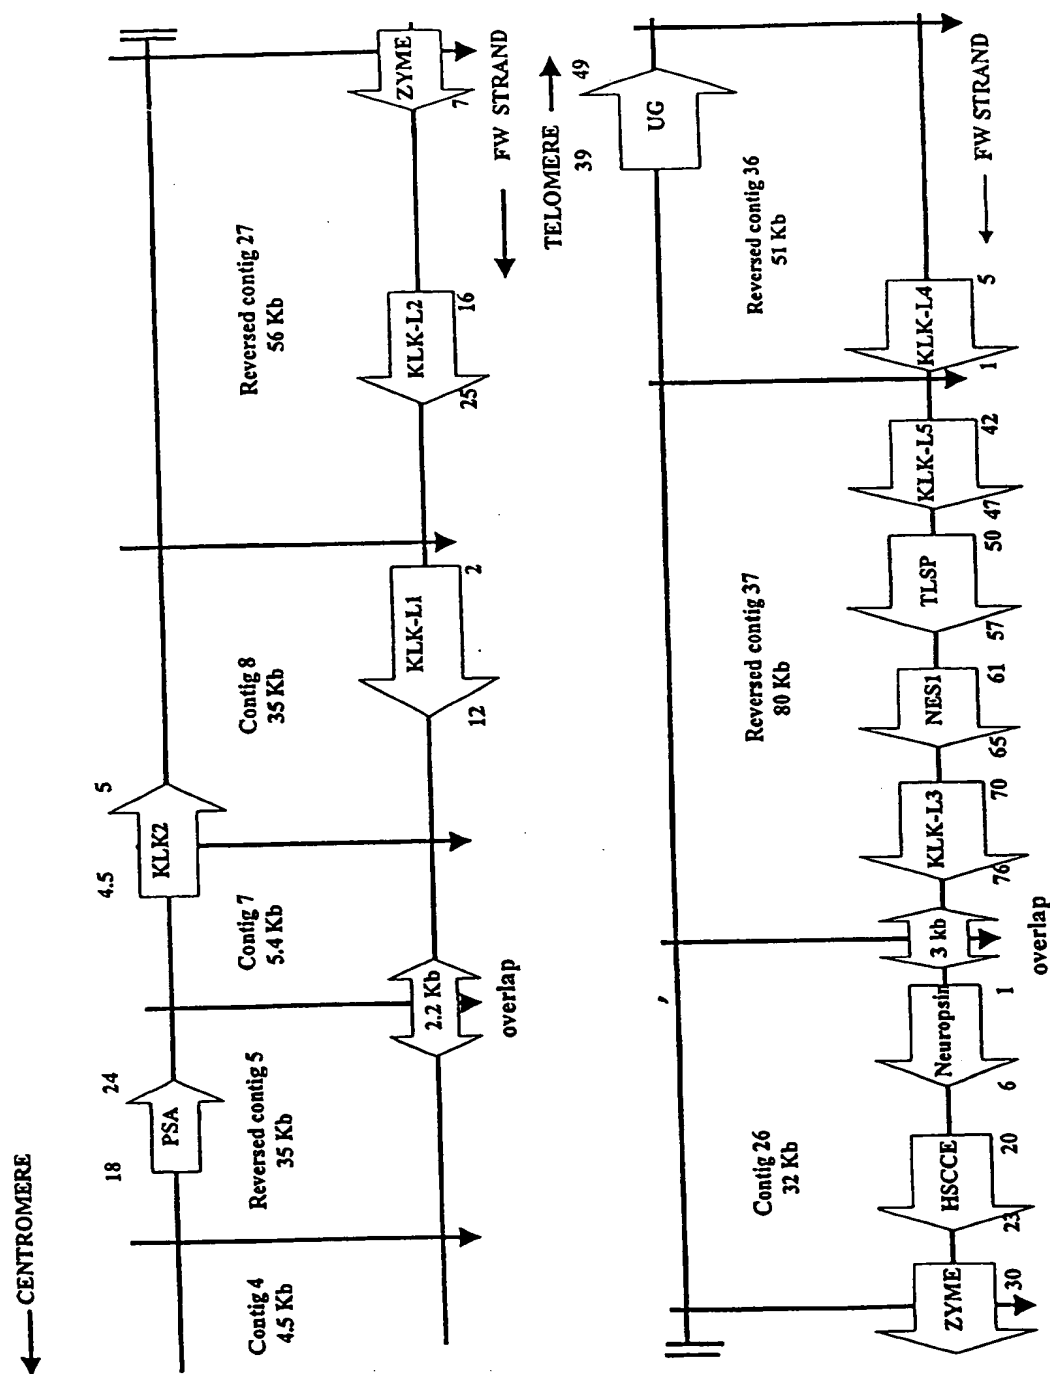 CENTROMERE
18
24
4.5
5
PSA
KLK2
Contig 4
4.5 Kb
Reversed contig 5
35 Kb
Contig 7
5.4 Kb
Contig 8
35 Kb
Reversed contig 27
56 Kb
2.2 Kb
KLK-L1
KLK-L2
ZYME
12
2
25
16
7
overlap
FW STRAND
TELOMERE
39
49
UG
Contig 26
32 Kb
Reversed contig 37
80 Kb
Reversed contig 36
51 Kb
ZYME
HSCCE
Neuropsin
3 kb
KLK-L3
NES1
TLSP
KLK-L5
KLK-L4
30
23
20
6
1
76
70
65
61
57
50
47
42
1
5
overlap
FW STRAND